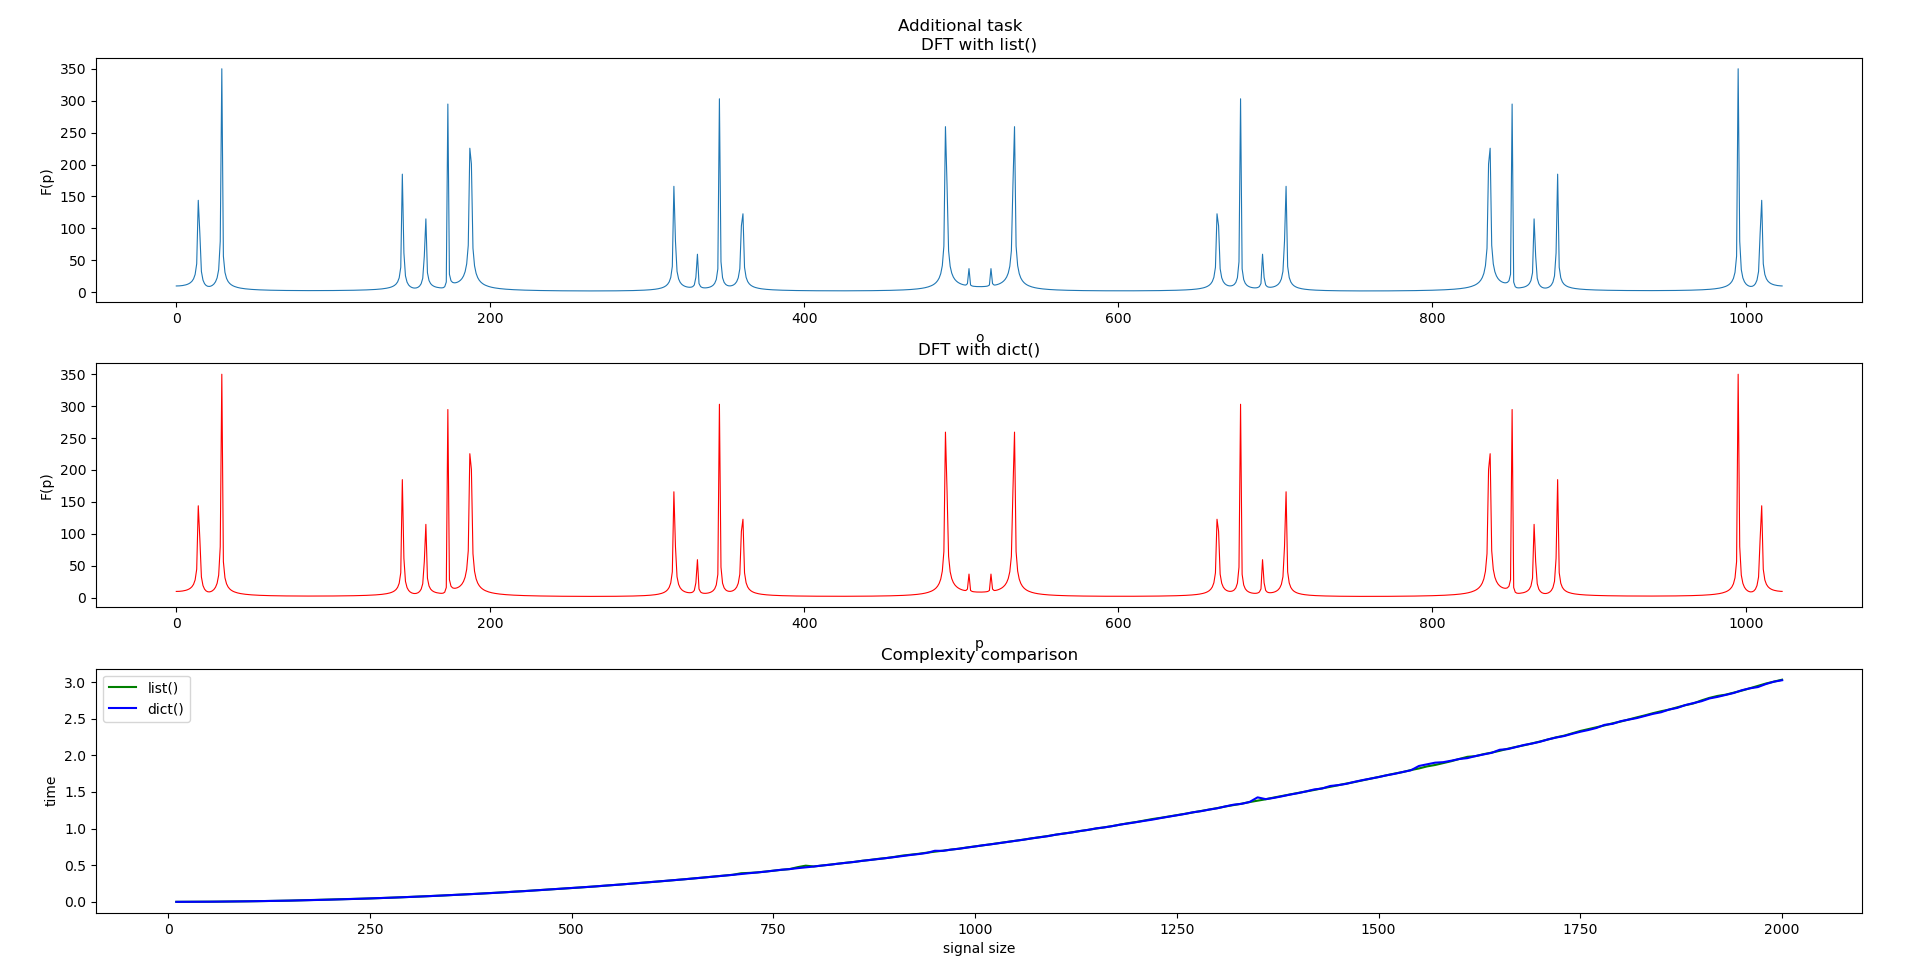 Additional task
DFT with list()
350
300
250
200
150
100
50
0
F(p)
0 200 400 600 800 1000
o
DFT with dict()
350
300
250
200
150
100
50
0
F(p)
0 200 400 600 800 1000
p
Complexity comparison
list()
dict()
3.0
2.5
2.0
1.5
1.0
0.5
0.0
time
0 250 500 750 1000 1250 1500 1750 2000
signal size